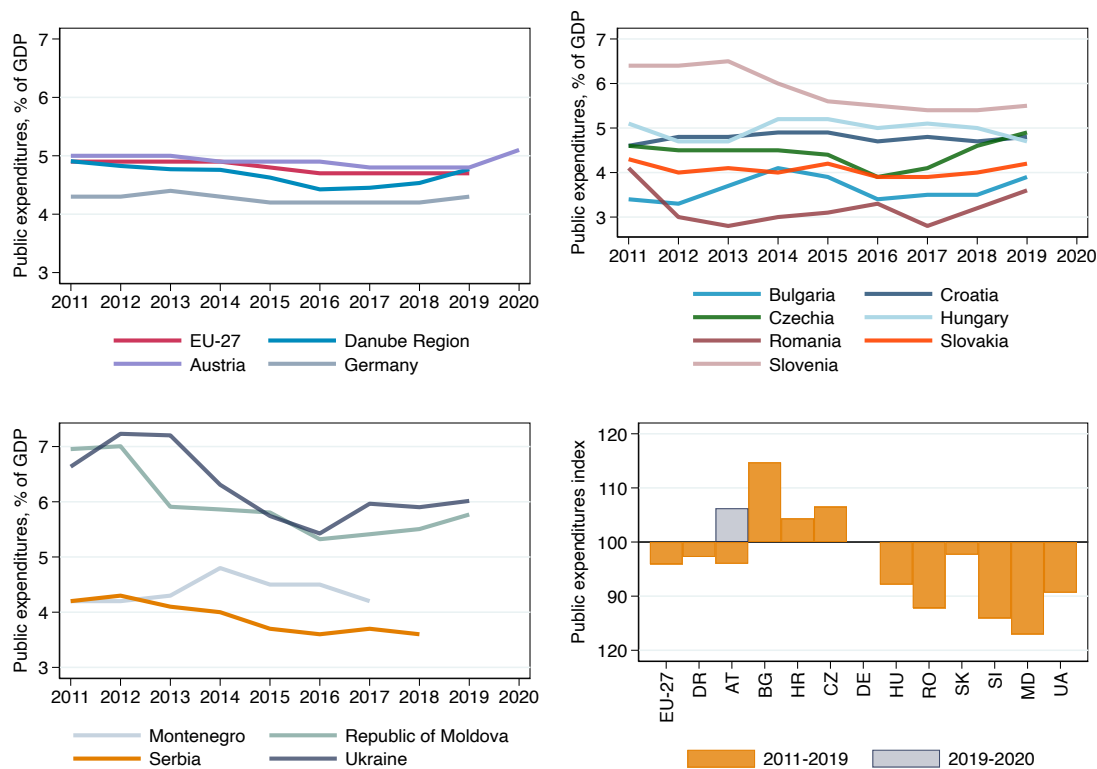 Public expenditures, % of GDP
7
6
5
4
3
2011 2012 2013 2014 2015 2016 2017 2018 2019 2020
EU-27 Danube Region
Austria Germany
Public expenditures, % of GDP
7
6
5
4
3
2011 2012 2013 2014 2015 2016 2017 2018 2019 2020
Bulgaria Croatia
Czechia Hungary
Romania Slovakia
Slovenia
Public expenditures, % of GDP
7
6
5
4
3
2011 2012 2013 2014 2015 2016 2017 2018 2019 2020
Montenegro Republic of Moldova
Serbia Ukraine
Public expenditures index
120
110
100
90
120
EU-27 DR AT BG HR CZ DE HU RO SK SI MD UA
2011-2019 2019-2020